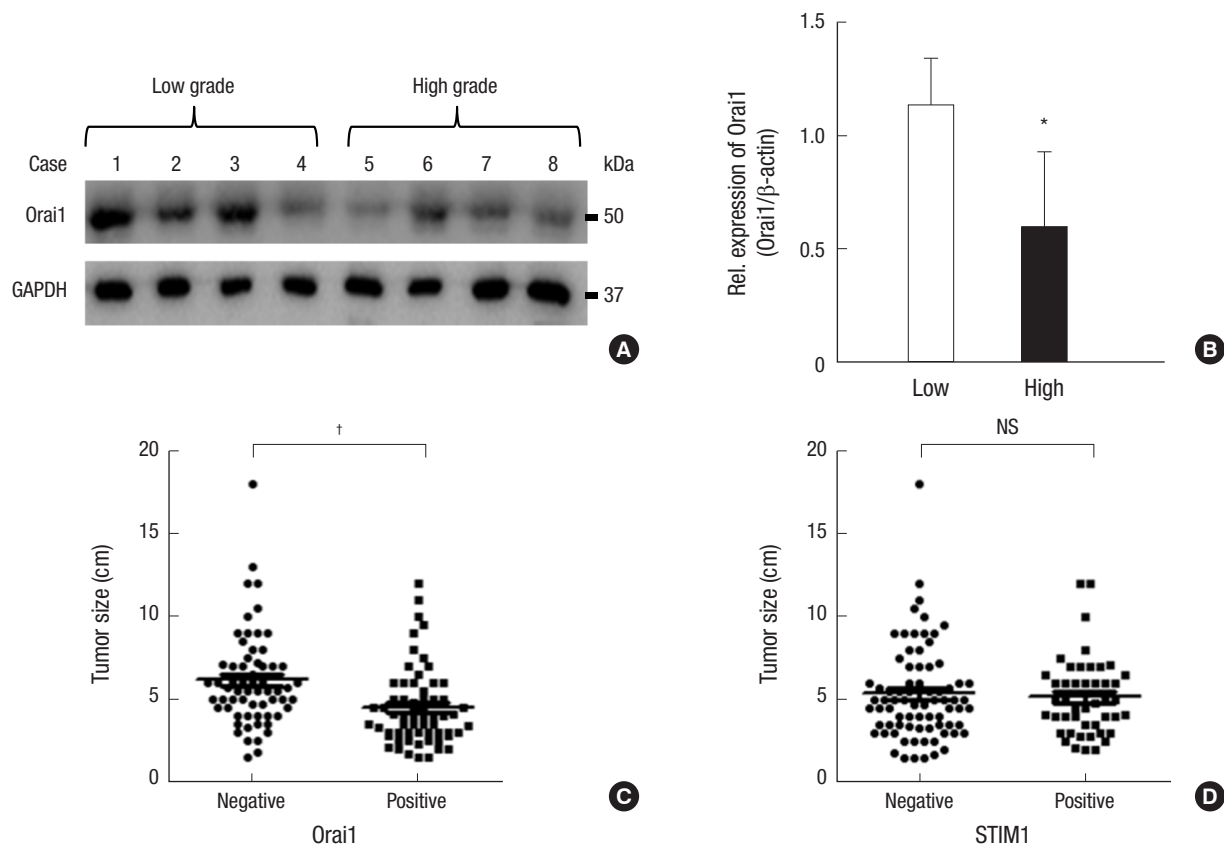 Low grade High grade
Case 1 2 3 4 5 6 7 8 kDa
Orai1 50
GAPDH 37
A
1.5
1.0
0.5
0
Rel. expression of Orai1
(Orai1/β-actin)
*
Low High
B
20
15
10
5
0
Tumor size (cm)
†
Negative Positive
Orai1
C
20
15
10
5
0
Tumor size (cm)
NS
Negative Positive
STIM1
D